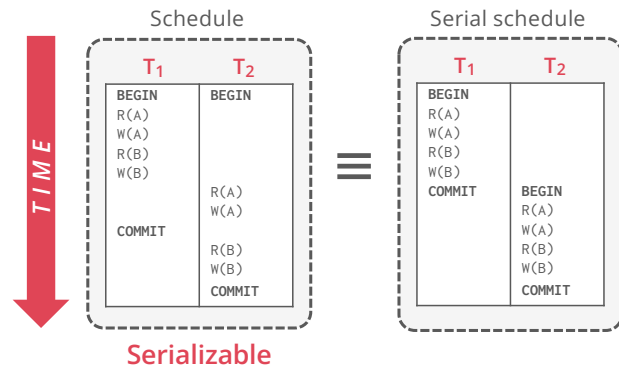 Schedule
Serial schedule
TIME
T₁ T₂
BEGIN BEGIN
R(A)
W(A)
R(B)
W(B)
R(A)
W(A)
COMMIT
R(B)
W(B)
COMMIT
≡
T₁ T₂
R(A)
BEGIN
W(A)
R(B)
W(B)
COMMIT BEGIN
R(A)
W(A)
R(B)
W(B)
COMMIT
Serializable